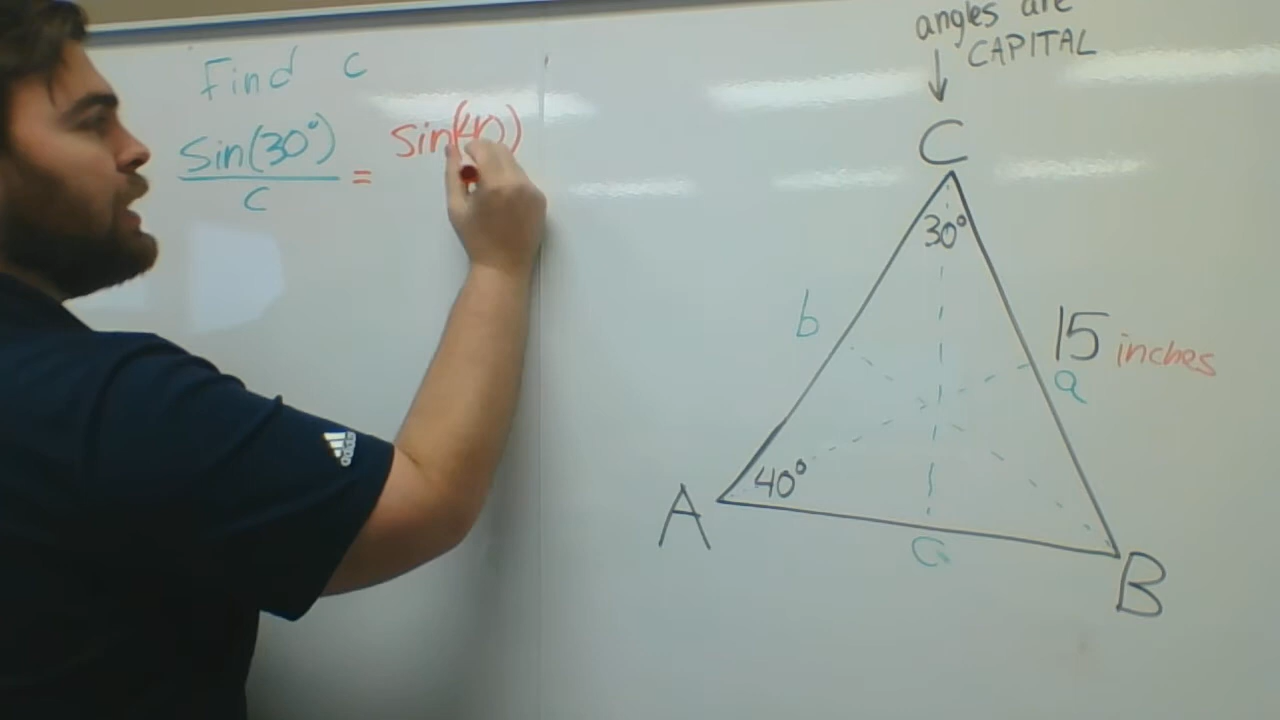 Find c
Sin(30°) = sin(40)
c
angles are
CAPITAL
C
30°
b
15 inches
a
40°
A
c
B